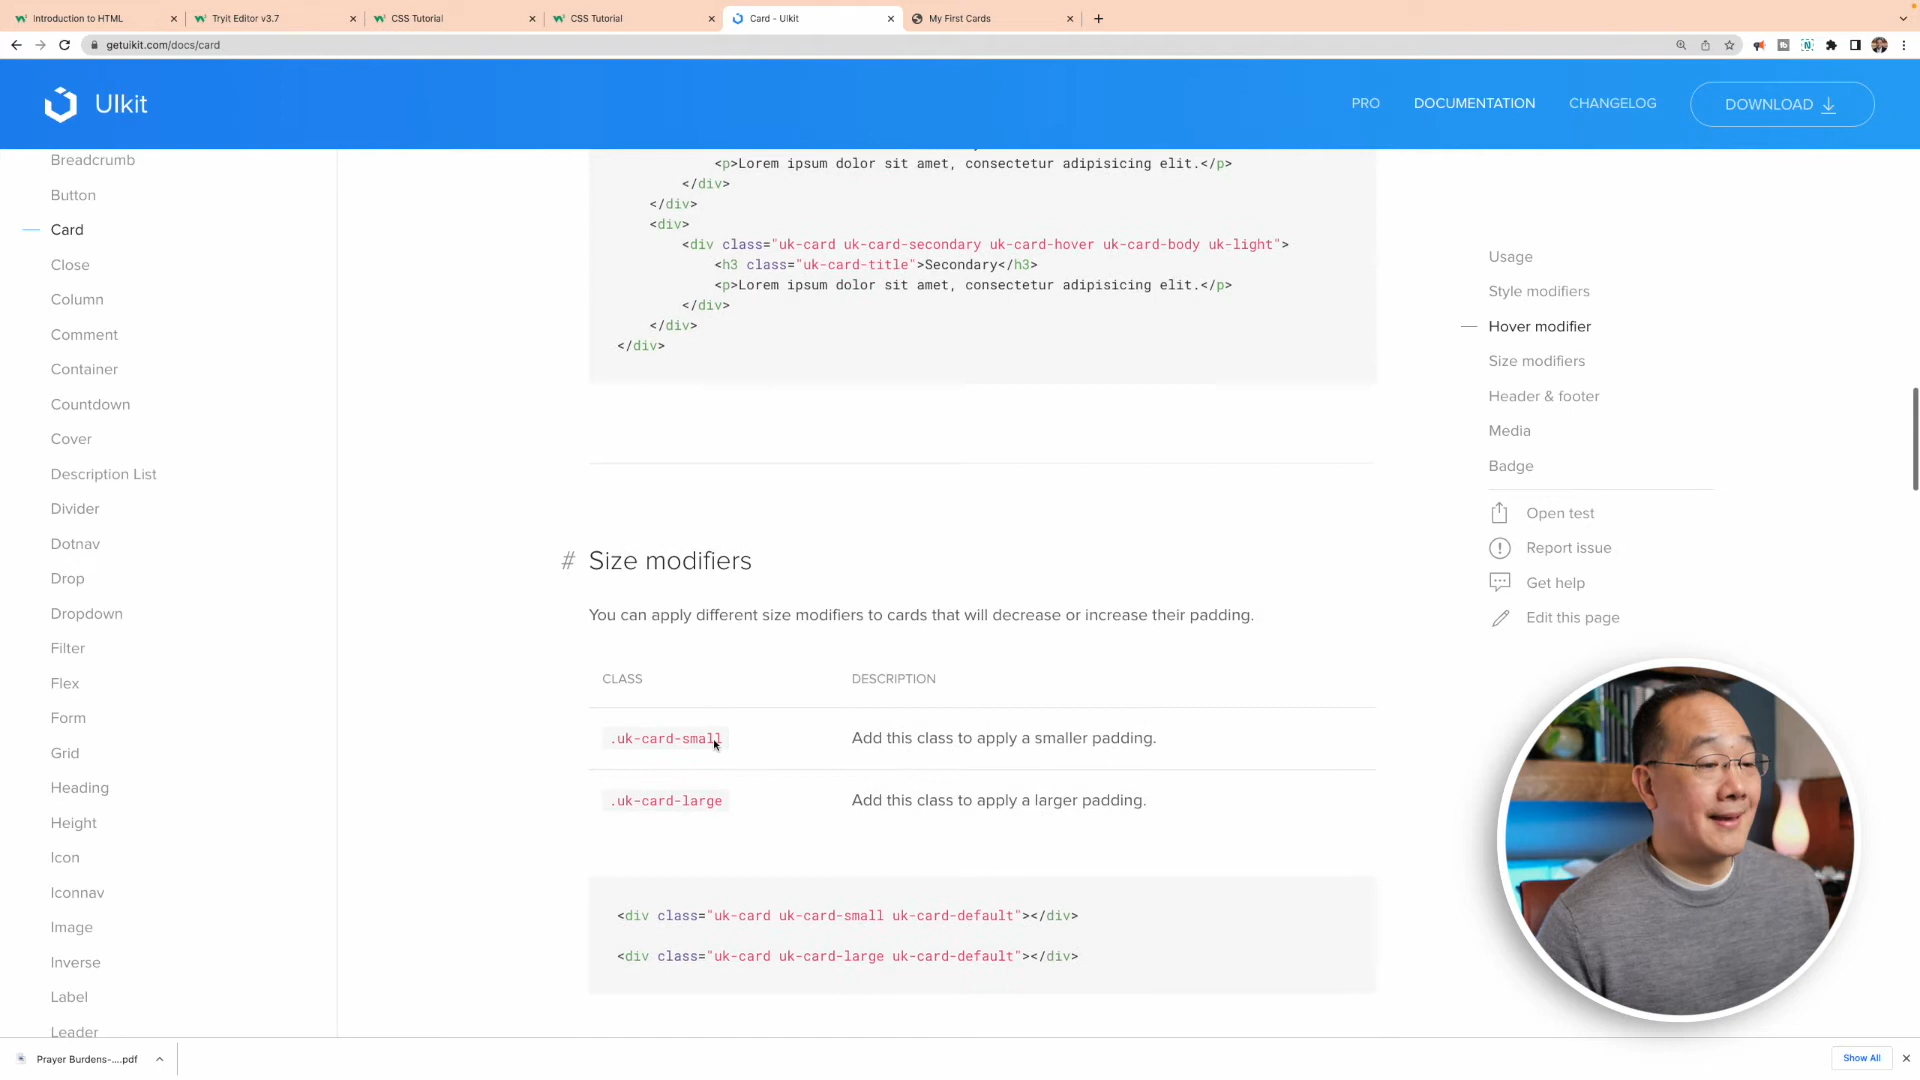 Introduction to HTML
Tryit Editor v3.7
CSS Tutorial
CSS Tutorial
Card - UIkit
My First Cards
getuikit.com/docs/card
UIkit
PRO
DOCUMENTATION
CHANGELOG
DOWNLOAD
Breadcrumb
Button
Card
Close
Column
Comment
Container
Countdown
Cover
Description List
Divider
Dotnav
Drop
Dropdown
Filter
Flex
Form
Grid
Heading
Height
Icon
Iconnav
Image
Inverse
Label
Leader
<p>Lorem ipsum dolor sit amet, consectetur adipisicing elit.</p>
</div>
</div>
<div>
<div class="uk-card uk-card-secondary uk-card-hover uk-card-body uk-light">
<h3 class="uk-card-title">Secondary</h3>
<p>Lorem ipsum dolor sit amet, consectetur adipisicing elit.</p>
</div>
</div>
</div>
# Size modifiers
You can apply different size modifiers to cards that will decrease or increase their padding.
CLASS DESCRIPTION
.uk-card-small Add this class to apply a smaller padding.
.uk-card-large Add this class to apply a larger padding.
<div class="uk-card uk-card-small uk-card-default"></div>
<div class="uk-card uk-card-large uk-card-default"></div>
Usage
Style modifiers
Hover modifier
Size modifiers
Header & footer
Media
Badge
Open test
Report issue
Get help
Edit this page
Prayer Burdens-....pdf
Show All